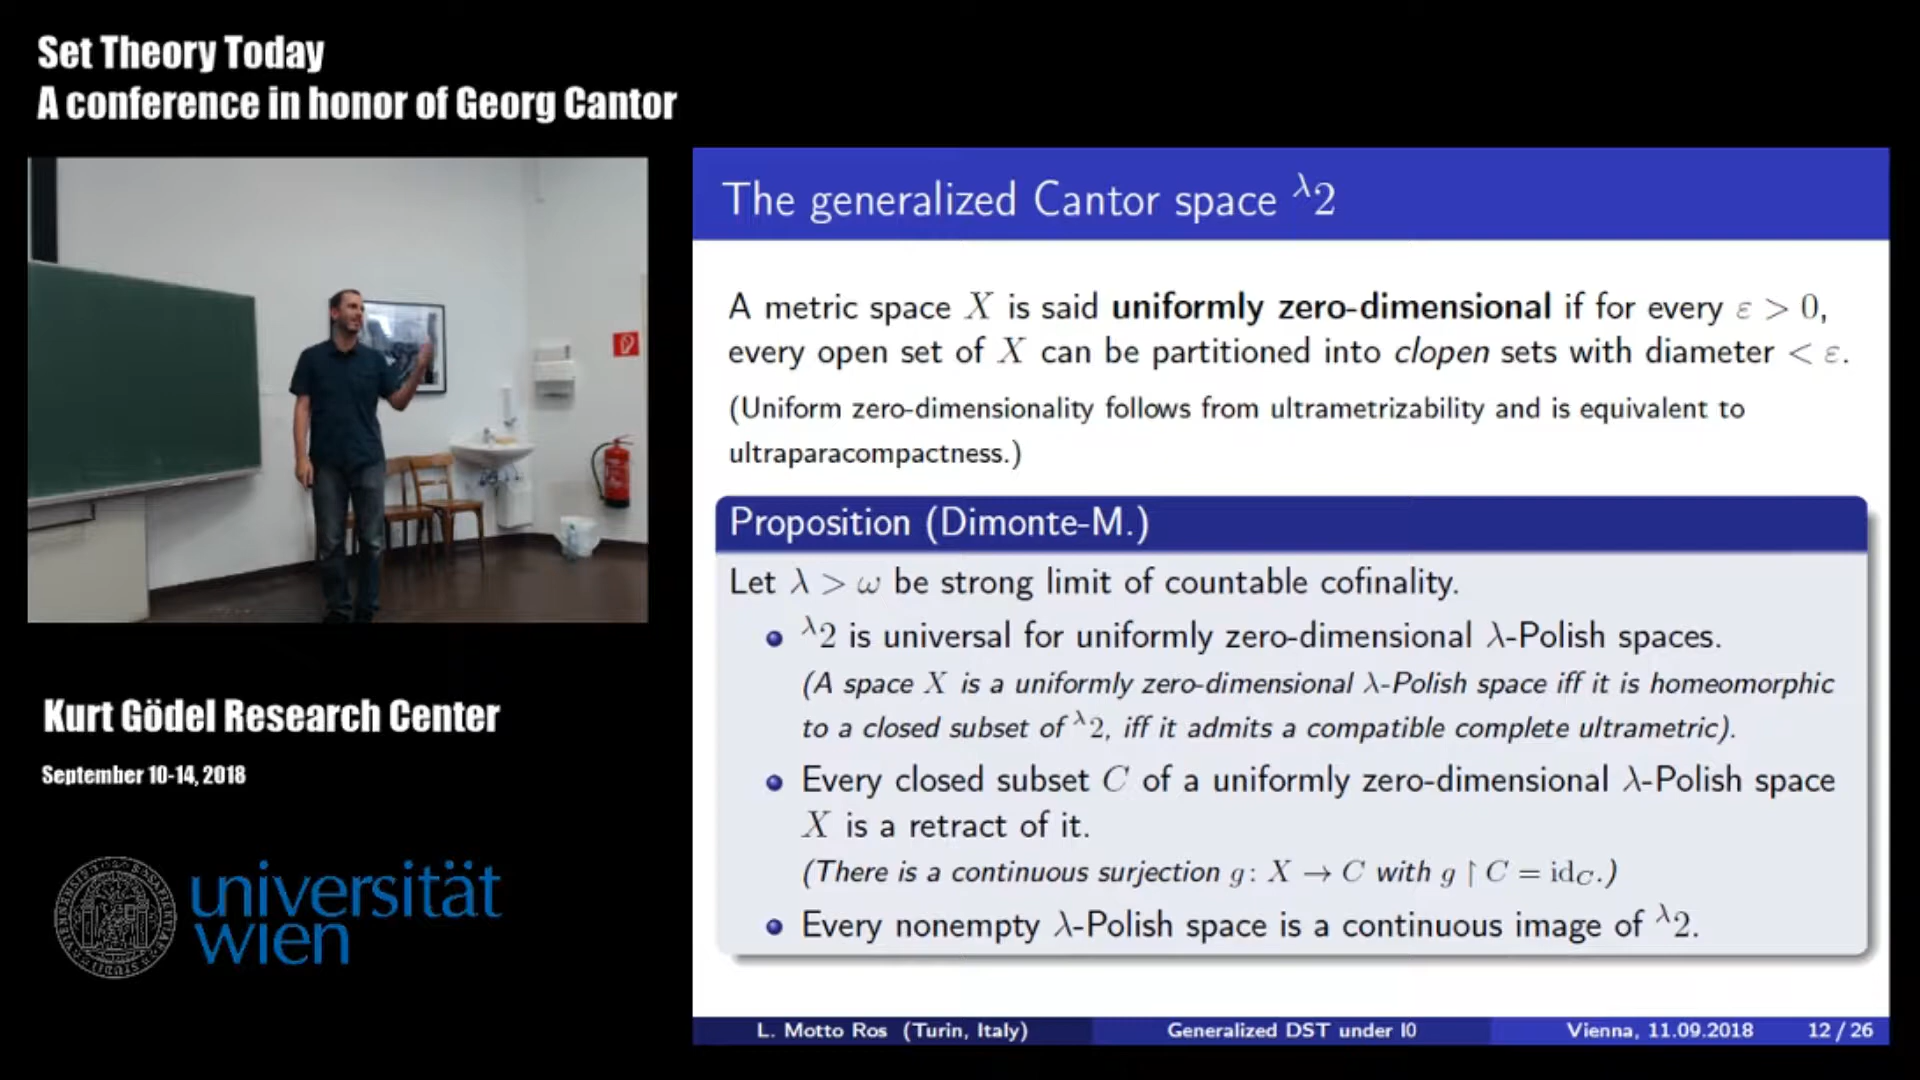 Set Theory Today
A conference in honor of Georg Cantor
The generalized Cantor space ^λ2
A metric space X is said uniformly zero-dimensional if for every ε > 0,
every open set of X can be partitioned into clopen sets with diameter < ε.
(Uniform zero-dimensionality follows from ultrametrizability and is equivalent to
ultraparacompactness.)
Proposition (Dimonte-M.)
Let λ > ω be strong limit of countable cofinality.
• ^λ2 is universal for uniformly zero-dimensional λ-Polish spaces.
(A space X is a uniformly zero-dimensional λ-Polish space iff it is homeomorphic
to a closed subset of ^λ2, iff it admits a compatible complete ultrametric).
• Every closed subset C of a uniformly zero-dimensional λ-Polish space
X is a retract of it.
(There is a continuous surjection g: X → C with g ↾ C = id_C.)
• Every nonempty λ-Polish space is a continuous image of ^λ2.
L. Motto Ros (Turin, Italy)
Generalized DST under I0
Vienna, 11.09.2018
12 / 26
Kurt Gödel Research Center
September 10-14, 2018
universität
wien